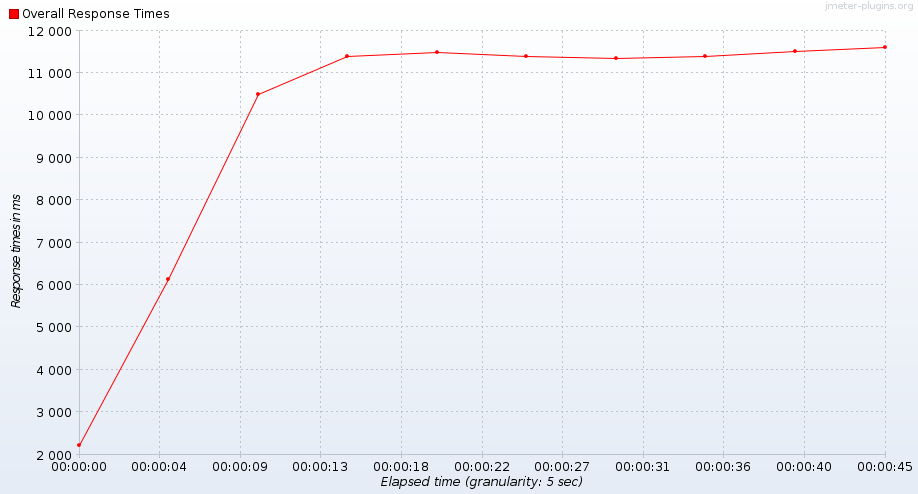 jmeter-plugins.org
Overall Response Times
12 000
11 000
10 000
9 000
8 000
7 000
6 000
5 000
4 000
3 000
2 000
Response times in ms
00:00:00 00:00:04 00:00:09 00:00:13 00:00:18 00:00:22 00:00:27 00:00:31 00:00:36 00:00:40 00:00:45
Elapsed time (granularity: 5 sec)